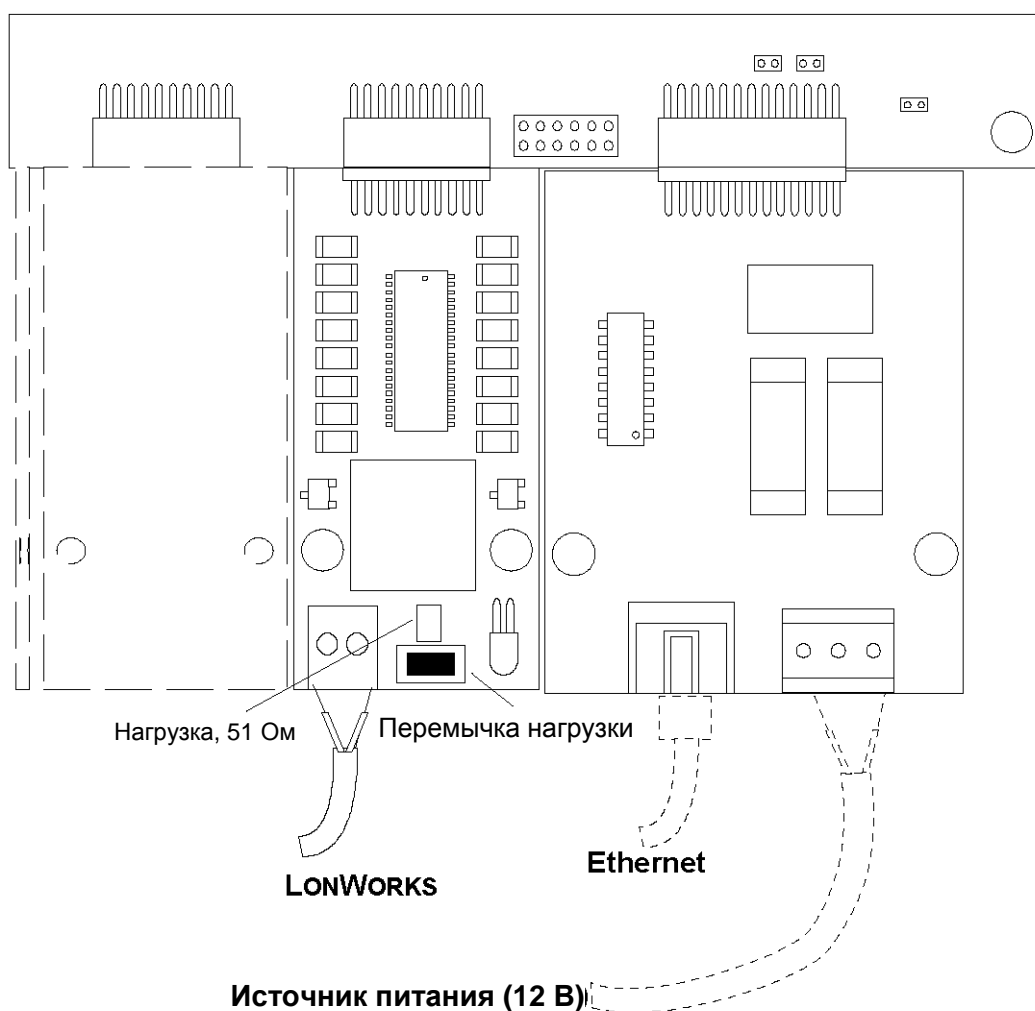 Нагрузка, 51 Ом
Перемычка нагрузки
LONWORKS
Ethernet
Источник питания (12 В)